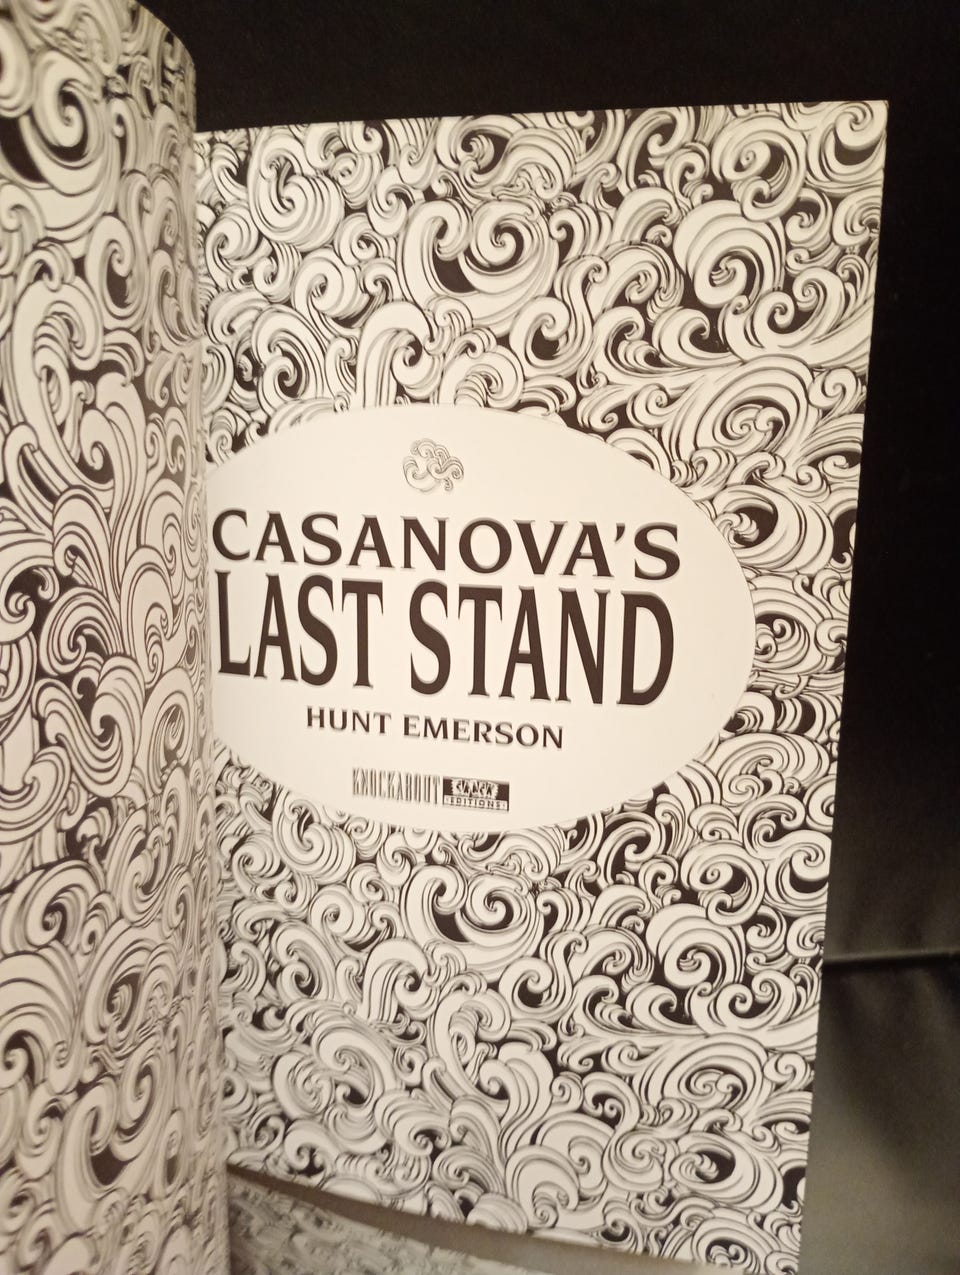 CASANOVA'S
LAST STAND
HUNT EMERSON
KNOCKABOUT
EDITIONS